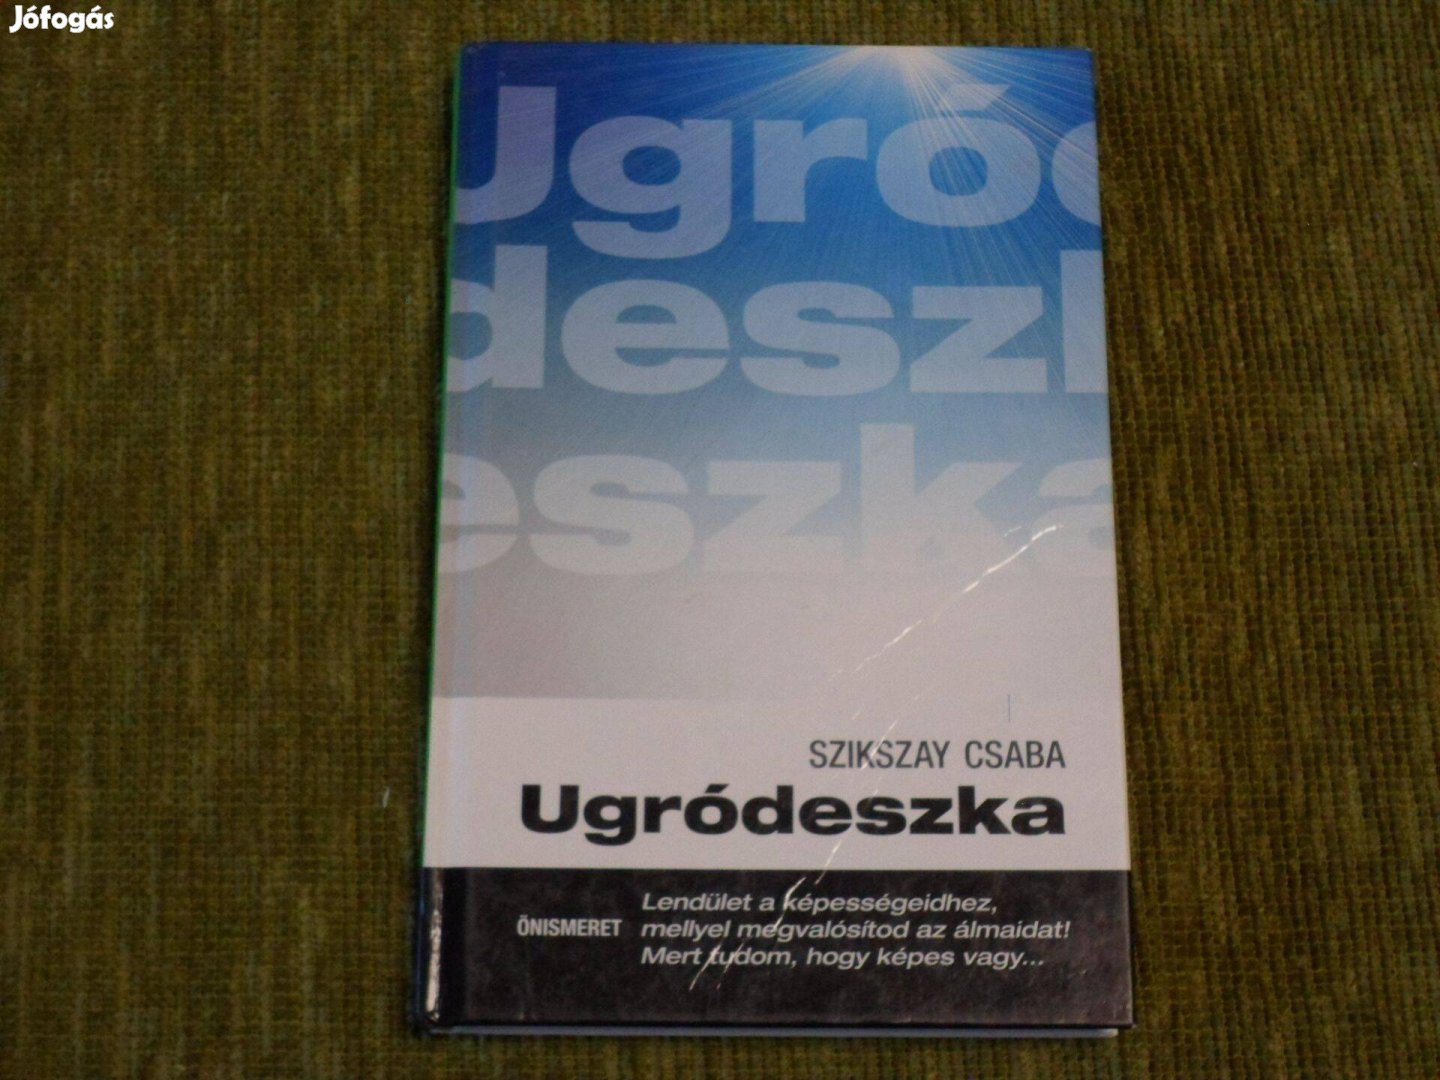 Jófogás
Ugród
deszk
eszka
SZIKSZAY CSABA
Ugródeszka
ÖNISMERET
Lendület a képességeidhez,
mellyel megvalósítod az álmaidat!
Mert tudom, hogy képes vagy...